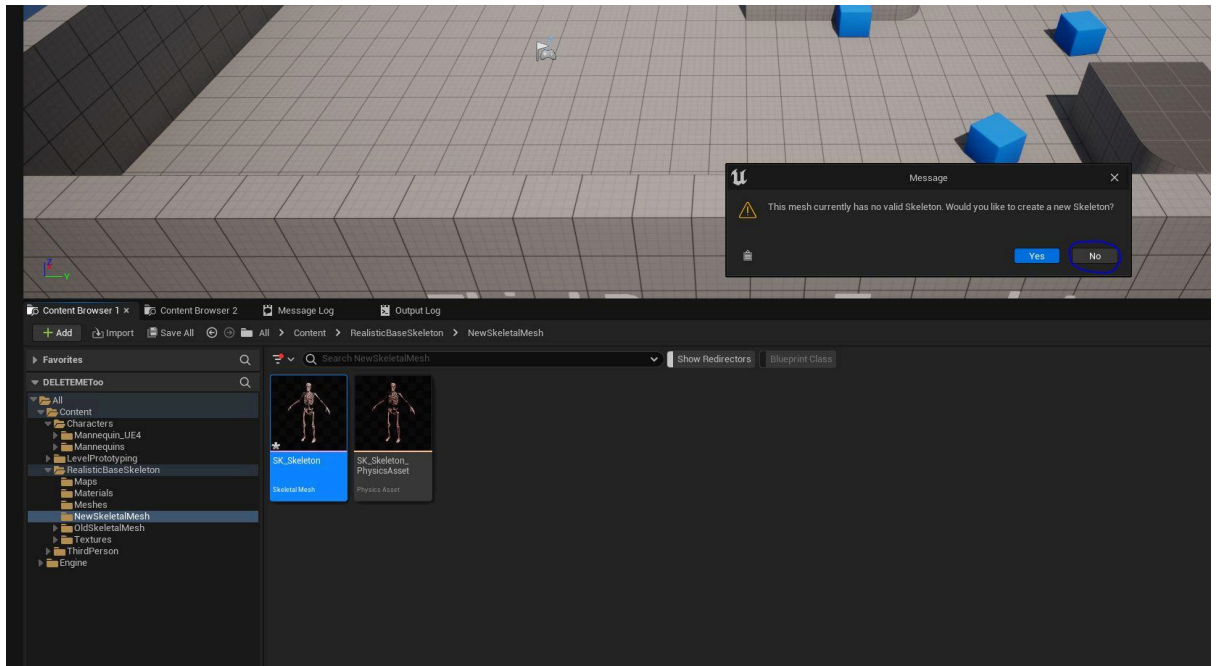 Message
This mesh currently has no valid Skeleton. Would you like to create a new Skeleton?
Yes No
Z
Y
Content Browser 1 Content Browser 2 Message Log Output Log
Add Import Save All All > Content > RealisticBaseSkeleton > NewSkeletalMesh
Favorites
Search NewSkeletalMesh
Show Redirectors
Blueprint Class
DELETEMEToo
All
Content
Characters
Mannequin_UE4
Mannequins
LevelPrototyping
RealisticBaseSkeleton
Maps
Materials
Meshes
NewSkeletalMesh
OldSkeletalMesh
Textures
ThirdPerson
Engine
SK_Skeleton
Skeletal Mesh
SK_Skeleton_
PhysicsAsset
Physics Asset